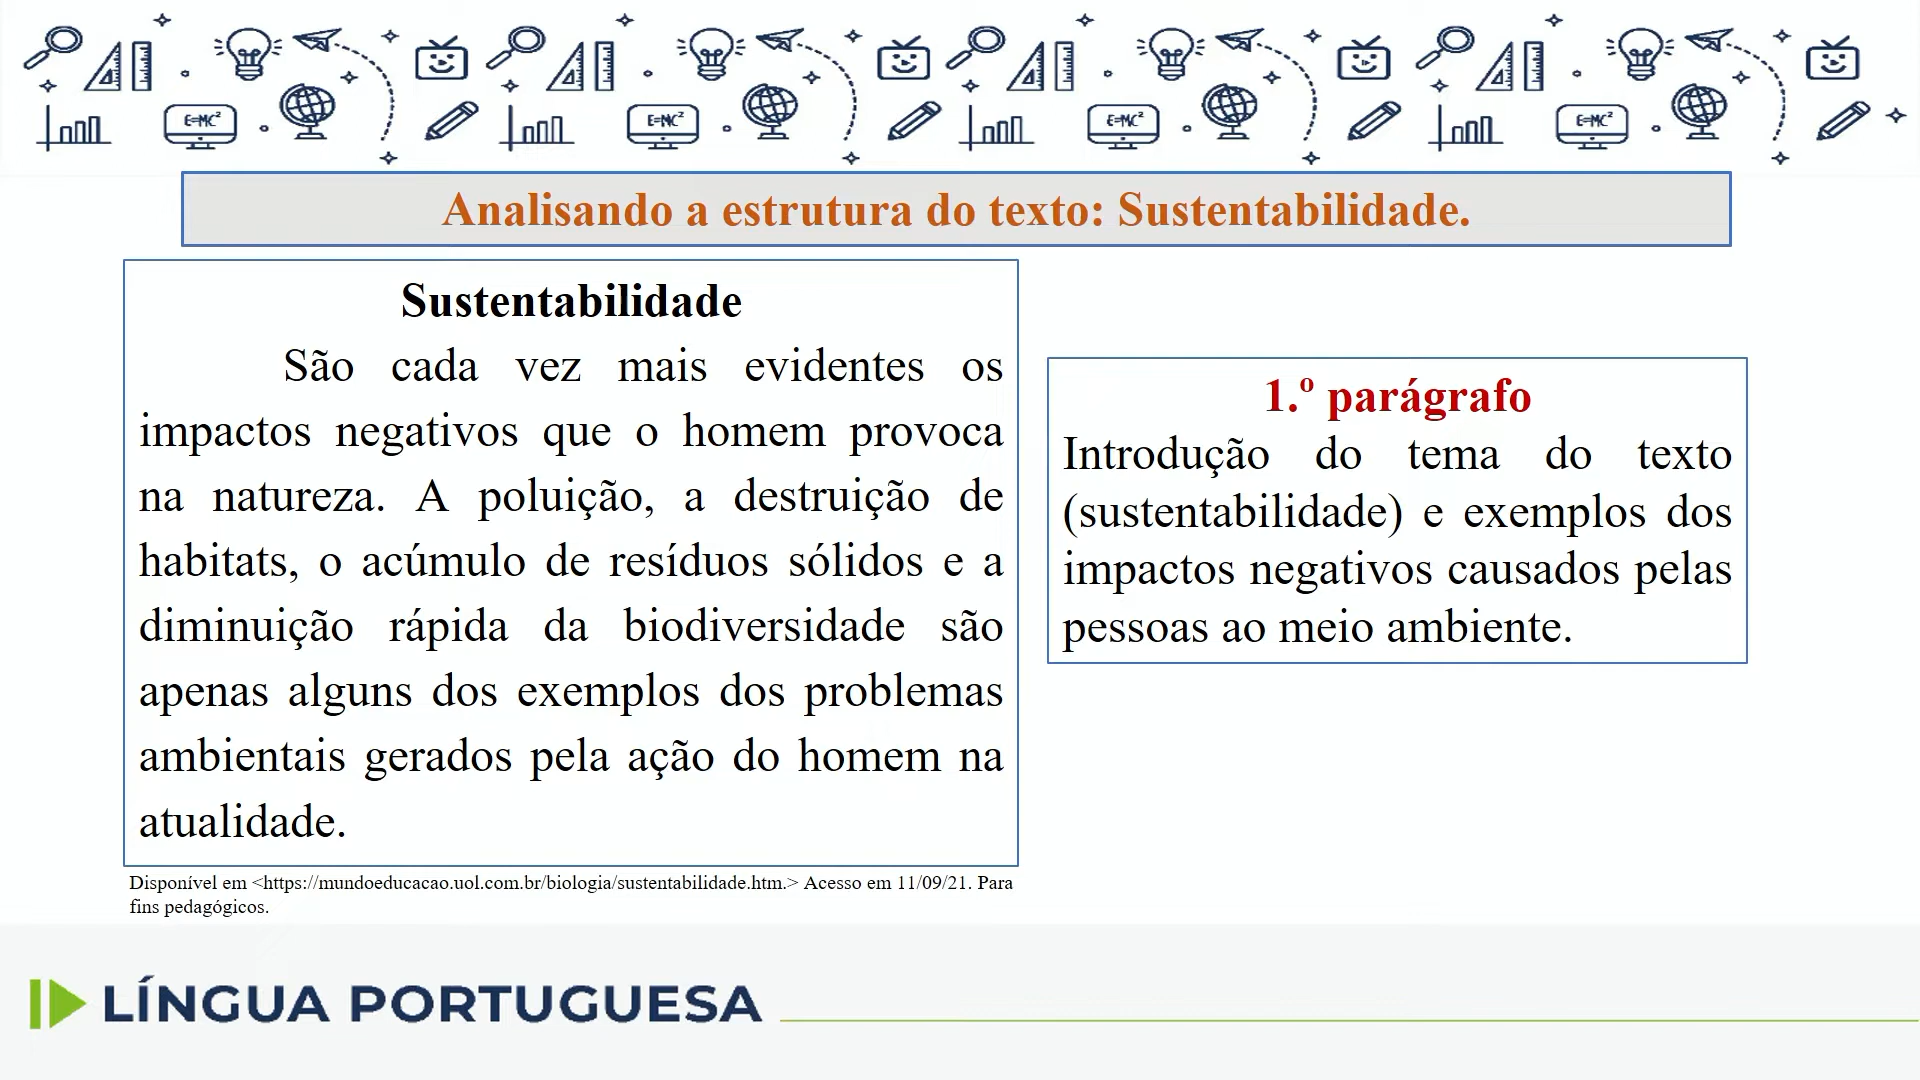 E=MC²
E=MC²
E=MC²
E=MC²
Analisando a estrutura do texto: Sustentabilidade.
Sustentabilidade
São cada vez mais evidentes os
impactos negativos que o homem provoca
na natureza. A poluição, a destruição de
habitats, o acúmulo de resíduos sólidos e a
diminuição rápida da biodiversidade são
apenas alguns dos exemplos dos problemas
ambientais gerados pela ação do homem na
atualidade.
Disponível em <https://mundoeducacao.uol.com.br/biologia/sustentabilidade.htm.> Acesso em 11/09/21. Para
fins pedagógicos.
1.º parágrafo
Introdução do tema do texto
(sustentabilidade) e exemplos dos
impactos negativos causados pelas
pessoas ao meio ambiente.
LÍNGUA PORTUGUESA